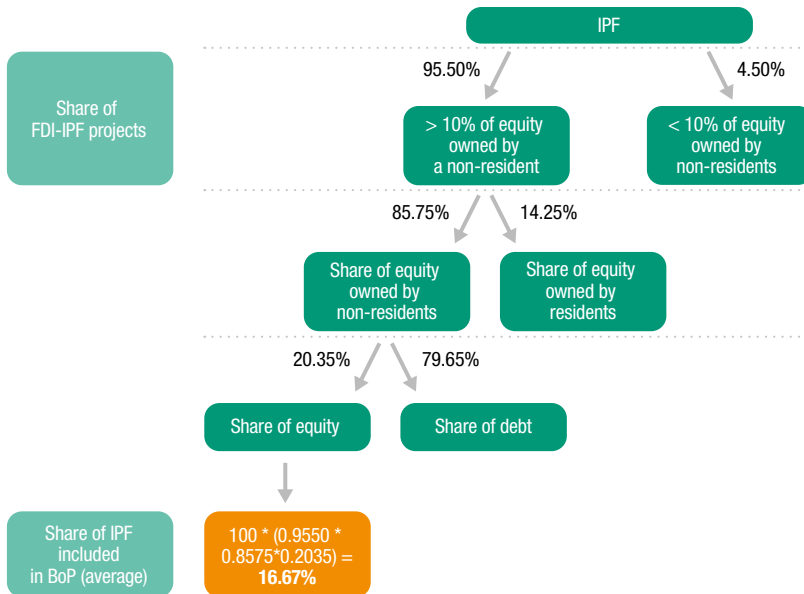 IPF
95.50%
4.50%
Share of
FDI-IPF projects
> 10% of equity
owned by
a non-resident
< 10% of equity
owned by
non-residents
85.75%
14.25%
Share of equity
owned by
non-residents
Share of equity
owned by
residents
20.35%
79.65%
Share of equity
Share of debt
Share of IPF
included
in BoP (average)
100 * (0.9550 *
0.8575*0.2035) =
16.67%